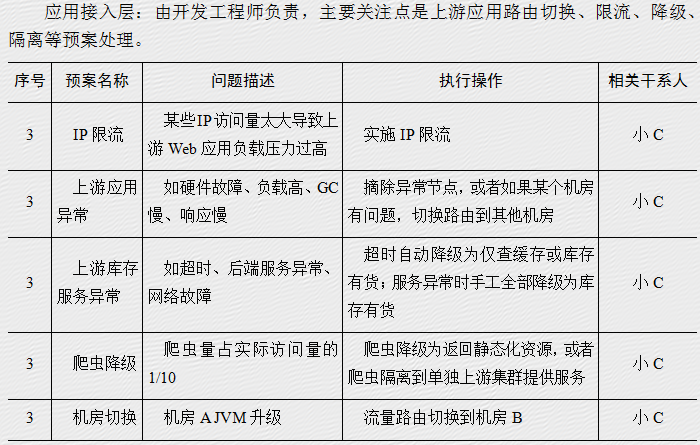 应用接入层：由开发工程师负责，主要关注点是上游应用路由切换、限流、降级、
隔离等预案处理。
序号 预案名称 问题描述 执行操作 相关干系人
3 IP 限流 某些 IP 访问量太大导致上游 Web 应用负载压力过高 实施 IP 限流 小 C
3 上游应用异常 如硬件故障、负载高、GC 慢、响应慢 摘除异常节点，或者如果某个机房有问题，切换路由到其他机房 小 C
3 上游库存服务异常 如超时、后端服务异常、网络故障 超时自动降级为仅查缓存或库存有货；服务异常时手工全部降级为库存有货 小 C
3 爬虫降级 爬虫量占实际访问量的 1/10 爬虫降级为返回静态化资源，或者爬虫隔离到单独上游集群提供服务 小 C
3 机房切换 机房 A JVM 升级 流量路由切换到机房 B 小 C